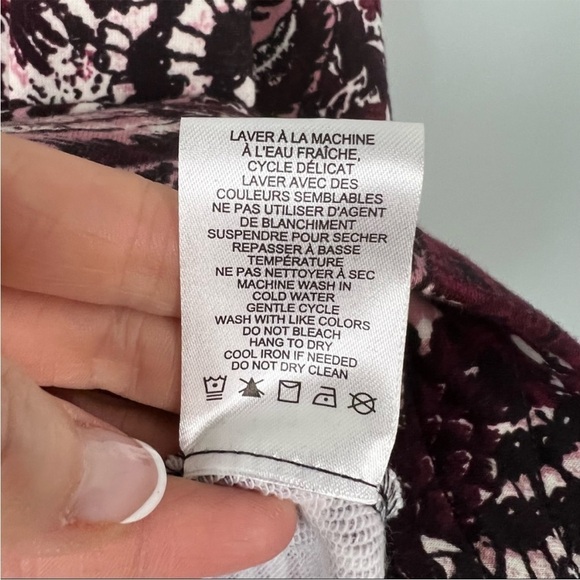 LAVER À LA MACHINE
À L'EAU FRAÎCHE,
CYCLE DÉLICAT
LAVER AVEC DES
COULEURS SEMBLABLES
NE PAS UTILISER D'AGENT
DE BLANCHIMENT
SUSPENDRE POUR SECHER
REPASSER À BASSE
TEMPÉRATURE
NE PAS NETTOYER À SEC
MACHINE WASH IN
COLD WATER
GENTLE CYCLE
WASH WITH LIKE COLORS
DO NOT BLEACH
HANG TO DRY
COOL IRON IF NEEDED
DO NOT DRY CLEAN